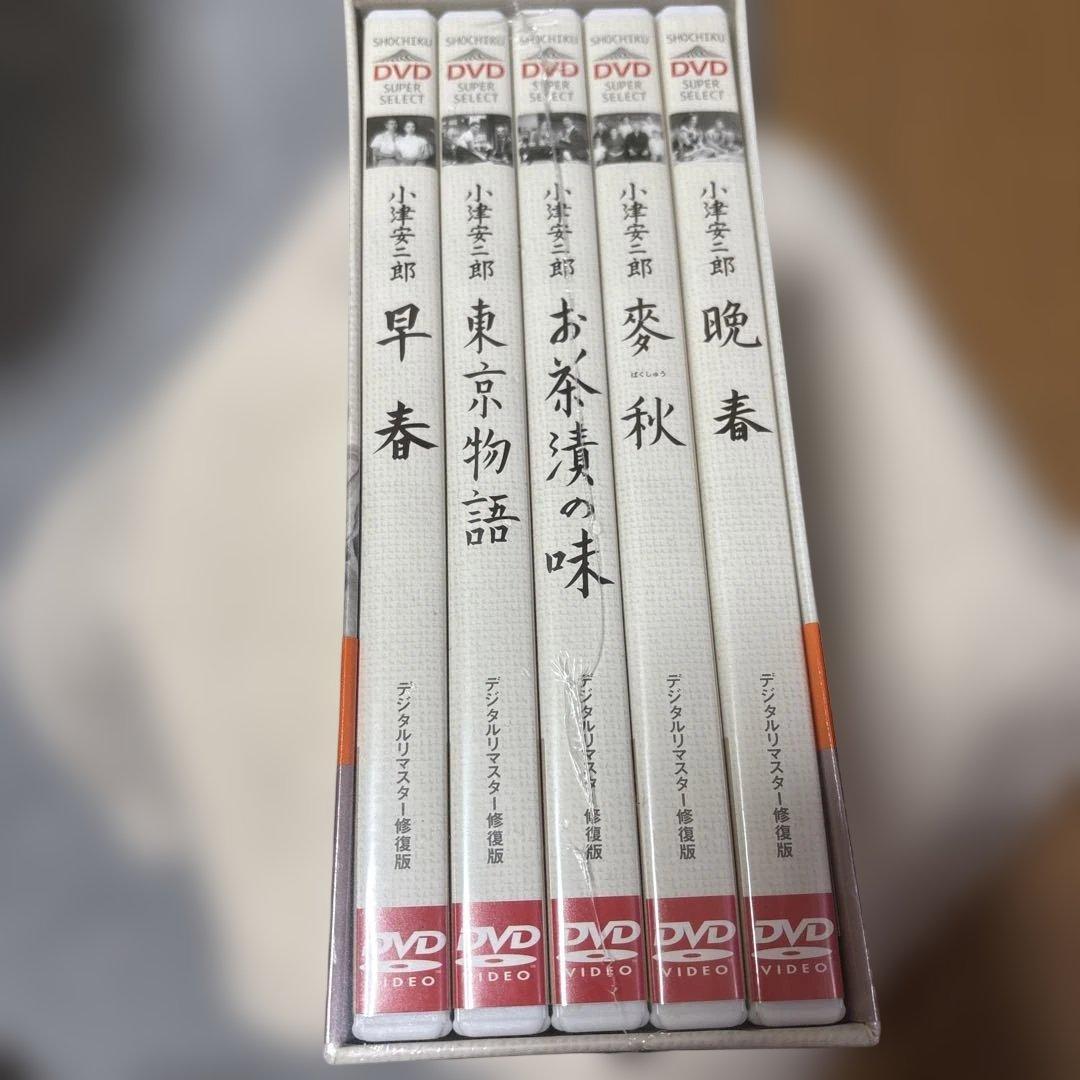 SHOCHIKU
DVD
SUPER
SELECT
小津安二郎
早春
デジタルリマスター修復版
DVD
VIDEO
SHOCHIKU
DVD
SUPER
SELECT
小津安二郎
東京物語
デジタルリマスター修復版
DVD
VIDEO
SHOCHIKU
DVD
SUPER
SELECT
小津安二郎
お茶漬の味
デジタルリマスター修復版
DVD
VIDEO
SHOCHIKU
DVD
SUPER
SELECT
小津安二郎
麥秋
ばくしゅう
デジタルリマスター修復版
DVD
VIDEO
SHOCHIKU
DVD
SUPER
SELECT
小津安二郎
晩春
デジタルリマスター修復版
DVD
VIDEO